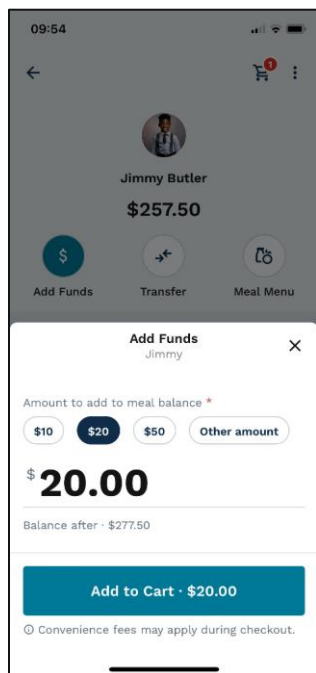 09:54
1
Jimmy Butler
$257.50
$
Add Funds Transfer Meal Menu
Add Funds
Jimmy
Amount to add to meal balance *
$10 $20 $50 Other amount
$ 20.00
Balance after · $277.50
Add to Cart · $20.00
Convenience fees may apply during checkout.